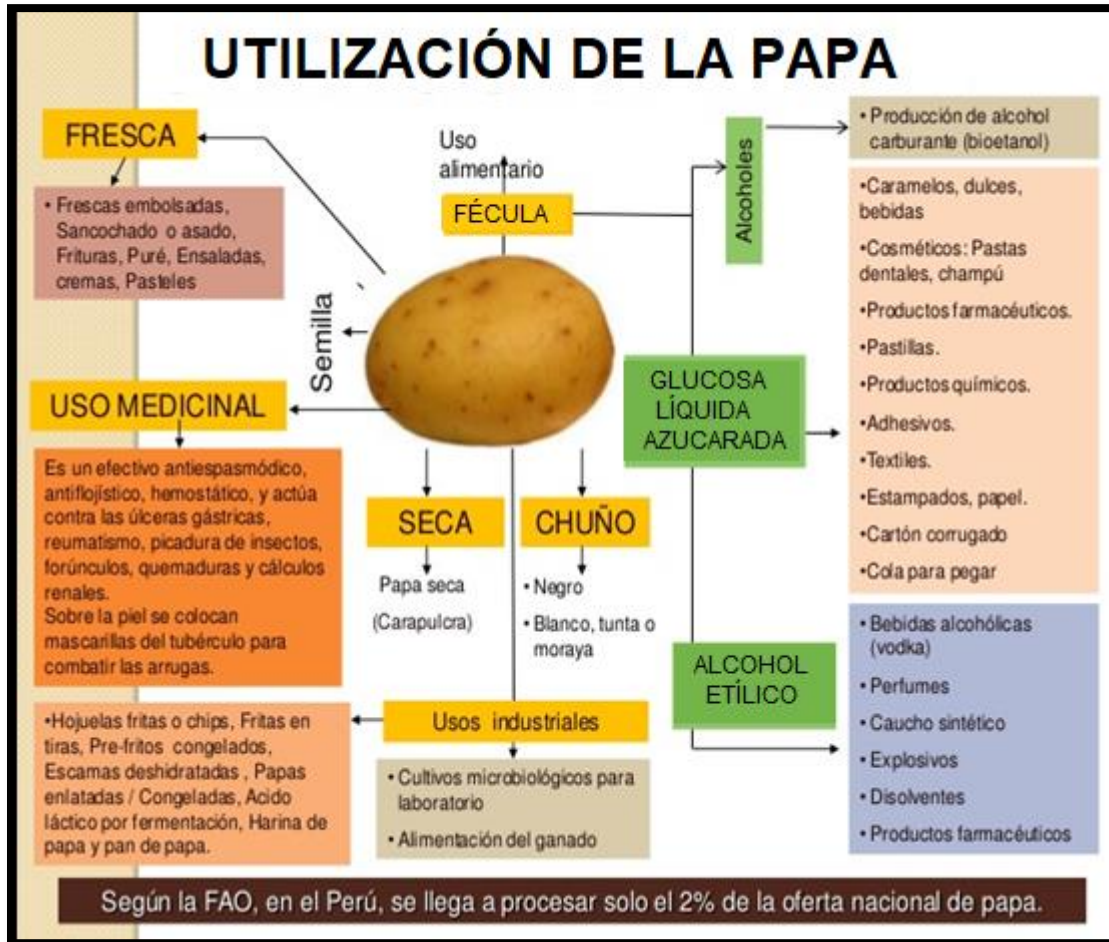 UTILIZACIÓN DE LA PAPA
FRESCA
• Frescas embolsadas,
Sancochado o asado,
Frituras, Puré, Ensaladas,
cremas, Pasteles
Uso
alimentario
FÉCULA
Alcoholes
• Producción de alcohol
carburante (bioetanol)
Semilla
USO MEDICINAL
Es un efectivo antiespasmódico,
antiflojístico, hemostático, y actúa
contra las úlceras gástricas,
reumatismo, picadura de insectos,
forúnculos, quemaduras y cálculos
renales.
Sobre la piel se colocan
mascarillas del tubérculo para
combatir las arrugas.
SECA
Papa seca
(Carapulcra)
CHUÑO
• Negro
• Blanco, tunta o
moraya
GLUCOSA
LÍQUIDA
AZUCARADA
•Caramelos, dulces,
bebidas
•Cosméticos: Pastas
dentales, champú
•Productos farmacéuticos.
•Pastillas.
•Productos químicos.
•Adhesivos.
•Textiles.
•Estampados, papel.
•Cartón corrugado
•Cola para pegar
ALCOHOL
ETÍLICO
• Bebidas alcohólicas
(vodka)
• Perfumes
• Caucho sintético
• Explosivos
• Disolventes
• Productos farmacéuticos
Usos industriales
•Hojuelas fritas o chips, Fritas en
tiras, Pre-fritos congelados,
Escamas deshidratadas , Papas
enlatadas / Congeladas, Acido
láctico por fermentación, Harina de
papa y pan de papa.
• Cultivos microbiológicos para
laboratorio
• Alimentación del ganado
Según la FAO, en el Perú, se llega a procesar solo el 2% de la oferta nacional de papa.